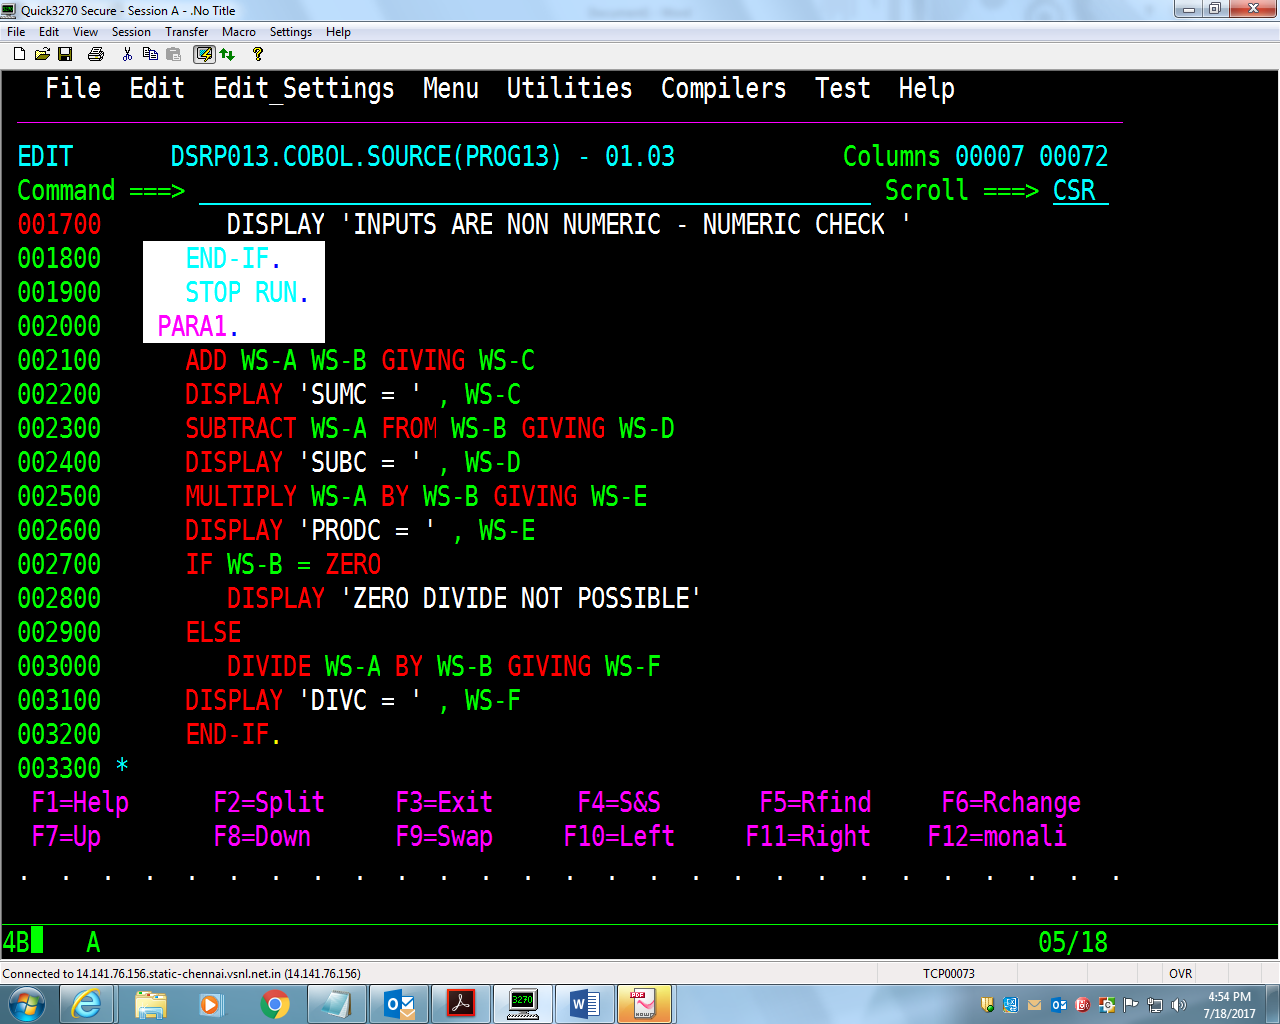 Quick3270 Secure - Session A - .No Title
File Edit View Session Transfer Macro Settings Help
File Edit Edit_Settings Menu Utilities Compilers Test Help
EDIT DSRP013.COBOL.SOURCE(PROG13) - 01.03 Columns 00007 00072
Command ===> Scroll ===> CSR
001700 DISPLAY 'INPUTS ARE NON NUMERIC - NUMERIC CHECK '
001800 END-IF.
001900 STOP RUN.
002000 PARA1.
002100 ADD WS-A WS-B GIVING WS-C
002200 DISPLAY 'SUMC = ' , WS-C
002300 SUBTRACT WS-A FROM WS-B GIVING WS-D
002400 DISPLAY 'SUBC = ' , WS-D
002500 MULTIPLY WS-A BY WS-B GIVING WS-E
002600 DISPLAY 'PRODC = ' , WS-E
002700 IF WS-B = ZERO
002800 DISPLAY 'ZERO DIVIDE NOT POSSIBLE'
002900 ELSE
003000 DIVIDE WS-A BY WS-B GIVING WS-F
003100 DISPLAY 'DIVC = ' , WS-F
003200 END-IF.
003300 *
F1=Help F2=Split F3=Exit F4=S&S F5=Rfind F6=Rchange
F7=Up F8=Down F9=Swap F10=Left F11=Right F12=monali
. . . . . . . . . . . . . . . . . . . . . . . . . . .
4B A 05/18
Connected to 14.141.76.156.static-chennai.vsnl.net.in (14.141.76.156) TCP00073 OVR
3270
PDF
4:54 PM
7/18/2017